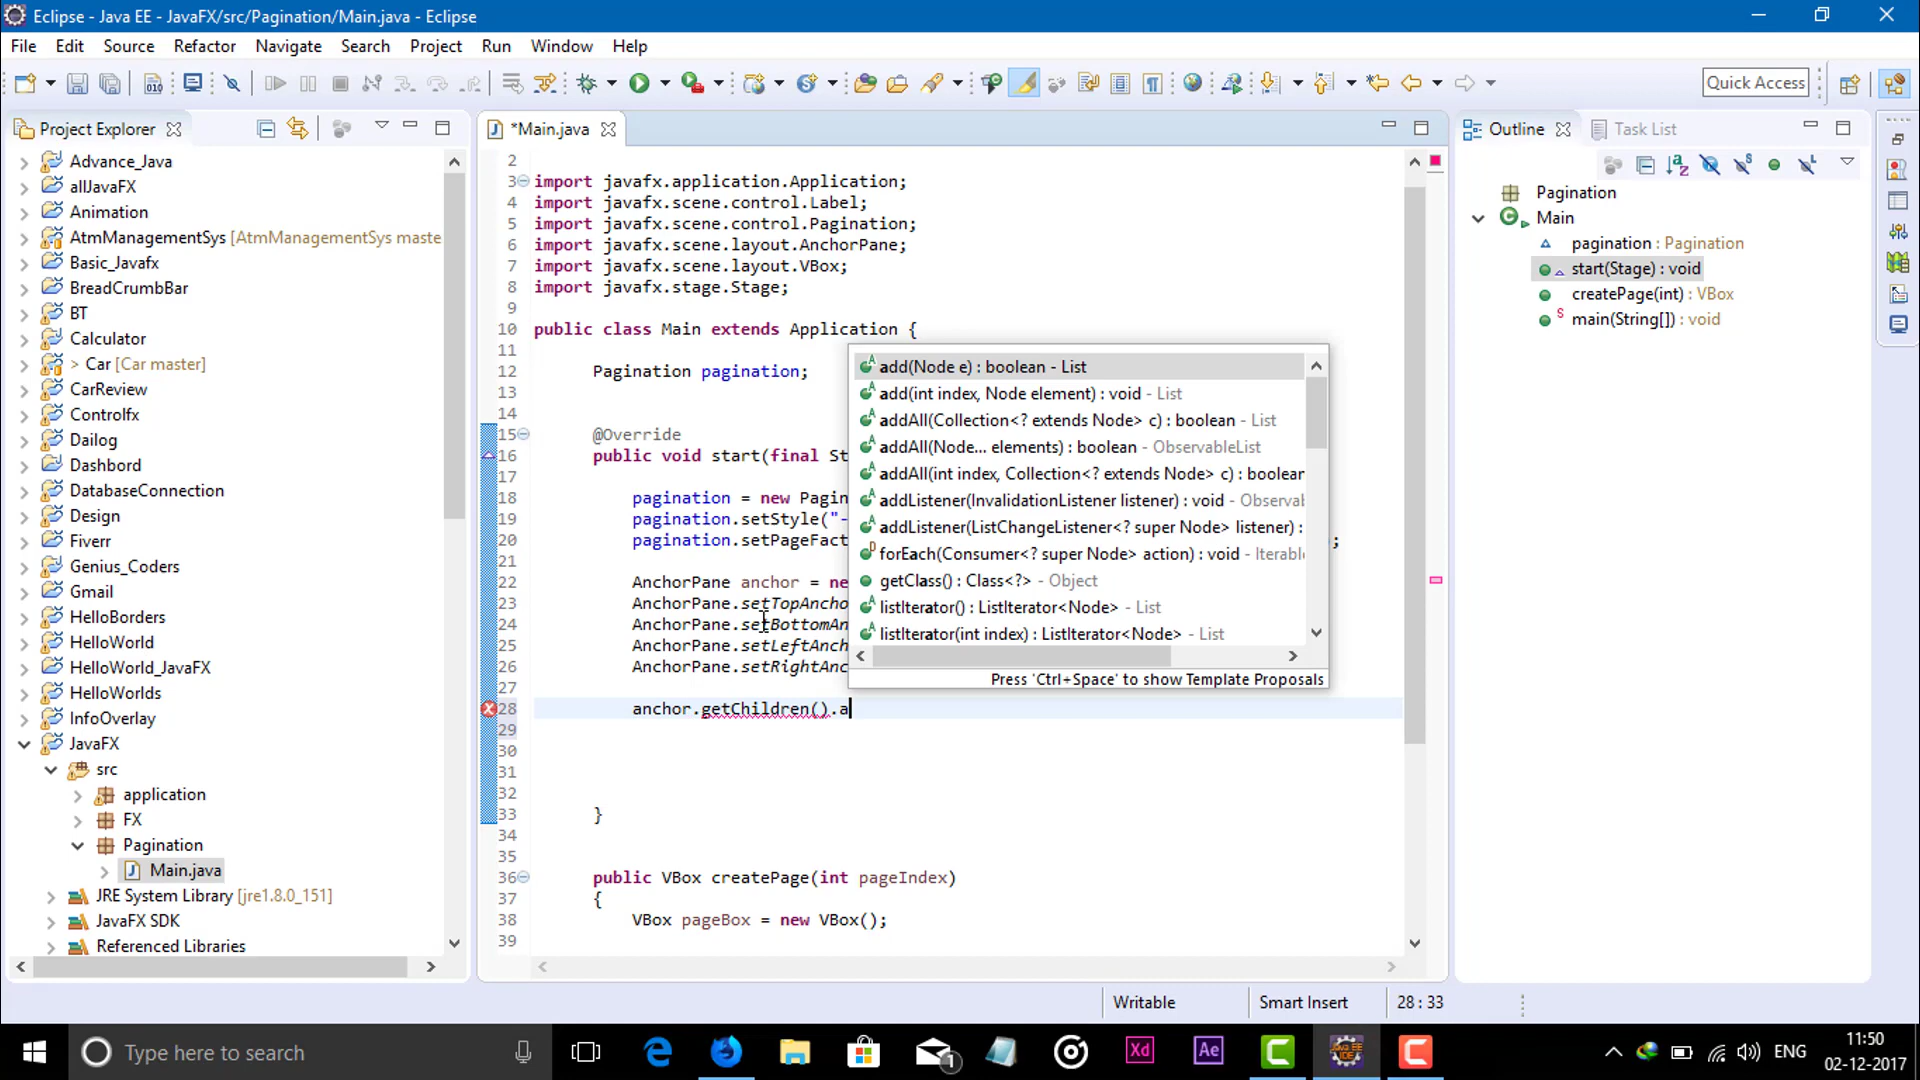 Eclipse - Java EE - JavaFX/src/Pagination/Main.java - Eclipse
File Edit Source Refactor Navigate Search Project Run Window Help
Quick Access
Project Explorer
Advance_Java
allJavaFX
Animation
AtmManagementSys [AtmManagementSys maste
Basic_Javafx
BreadCrumbBar
BT
Calculator
> Car [Car master]
CarReview
Controlfx
Dailog
Dashbord
DatabaseConnection
Design
Fiverr
Genius_Coders
Gmail
HelloBorders
HelloWorld
HelloWorld_JavaFX
HelloWorlds
InfoOverlay
JavaFX
src
application
FX
Pagination
Main.java
JRE System Library [jre1.8.0_151]
JavaFX SDK
Referenced Libraries
*Main.java
2
3 import javafx.application.Application;
4 import javafx.scene.control.Label;
5 import javafx.scene.control.Pagination;
6 import javafx.scene.layout.AnchorPane;
7 import javafx.scene.layout.VBox;
8 import javafx.stage.Stage;
9
10 public class Main extends Application {
11
12 Pagination pagination;
13
14
15 @Override
16 public void start(final St
17
18 pagination = new Pagin
19 pagination.setStyle("-
20 pagination.setPageFact ;
21
22 AnchorPane anchor = ne
23 AnchorPane.setTopAncho
24 AnchorPane.setBottomAn
25 AnchorPane.setLeftAnch
26 AnchorPane.setRightAnc
27
28 anchor.getChildren().a
29
30
31
32
33 }
34
35
36 public VBox createPage(int pageIndex)
37 {
38 VBox pageBox = new VBox();
39
add(Node e) : boolean - List
add(int index, Node element) : void - List
addAll(Collection<? extends Node> c) : boolean - List
addAll(Node... elements) : boolean - ObservableList
addAll(int index, Collection<? extends Node> c) : boolean
addListener(InvalidationListener listener) : void - Observa
addListener(ListChangeListener<? super Node> listener) :
forEach(Consumer<? super Node> action) : void - Iterable
getClass() : Class<?> - Object
listIterator() : ListIterator<Node> - List
listIterator(int index) : ListIterator<Node> - List
Press 'Ctrl+Space' to show Template Proposals
Outline Task List
Pagination
Main
pagination : Pagination
start(Stage) : void
createPage(int) : VBox
main(String[]) : void
Writable Smart Insert 28 : 33
Type here to search
1
Xd
Ae
ENG
11:50
02-12-2017